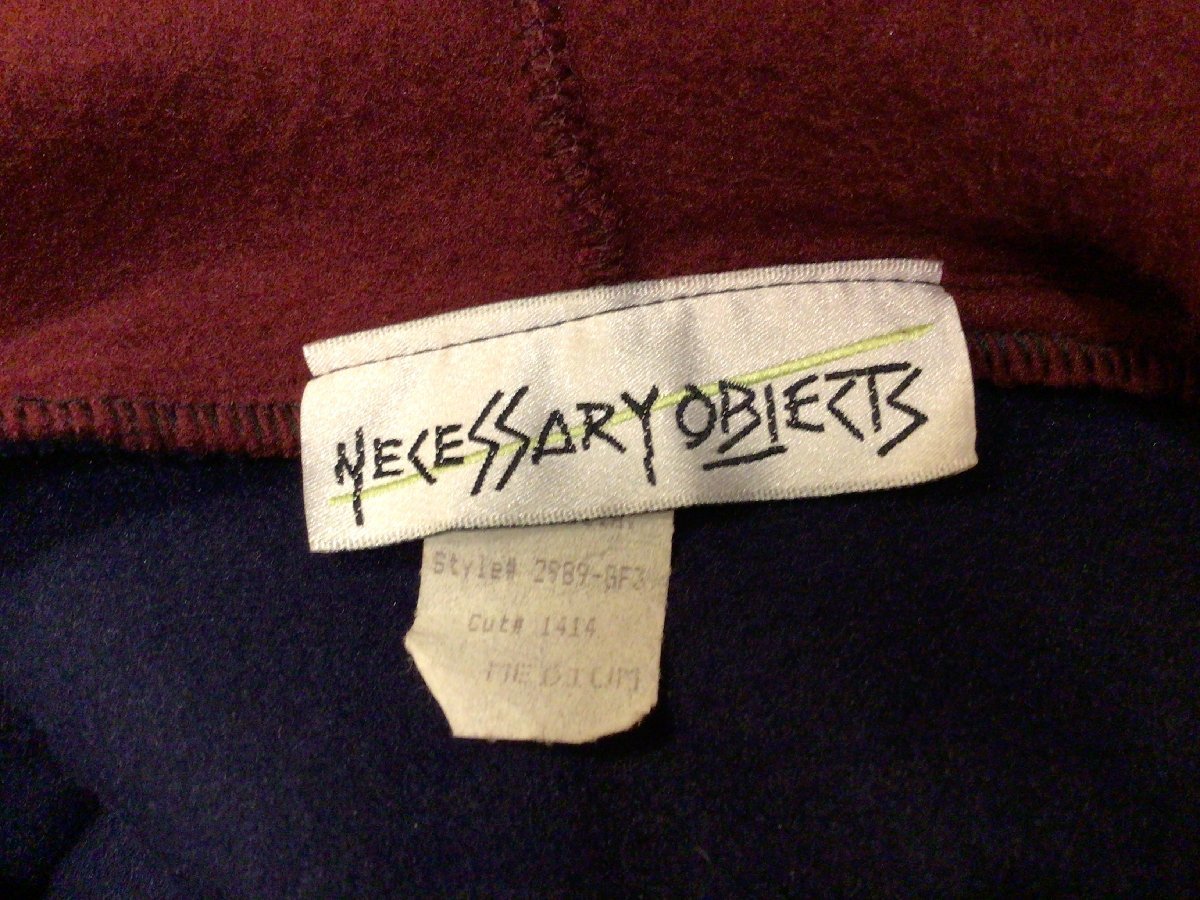 NECESSARY OBJECTS
Style# 2989-GF3
Cut# 1414
MEDIUM